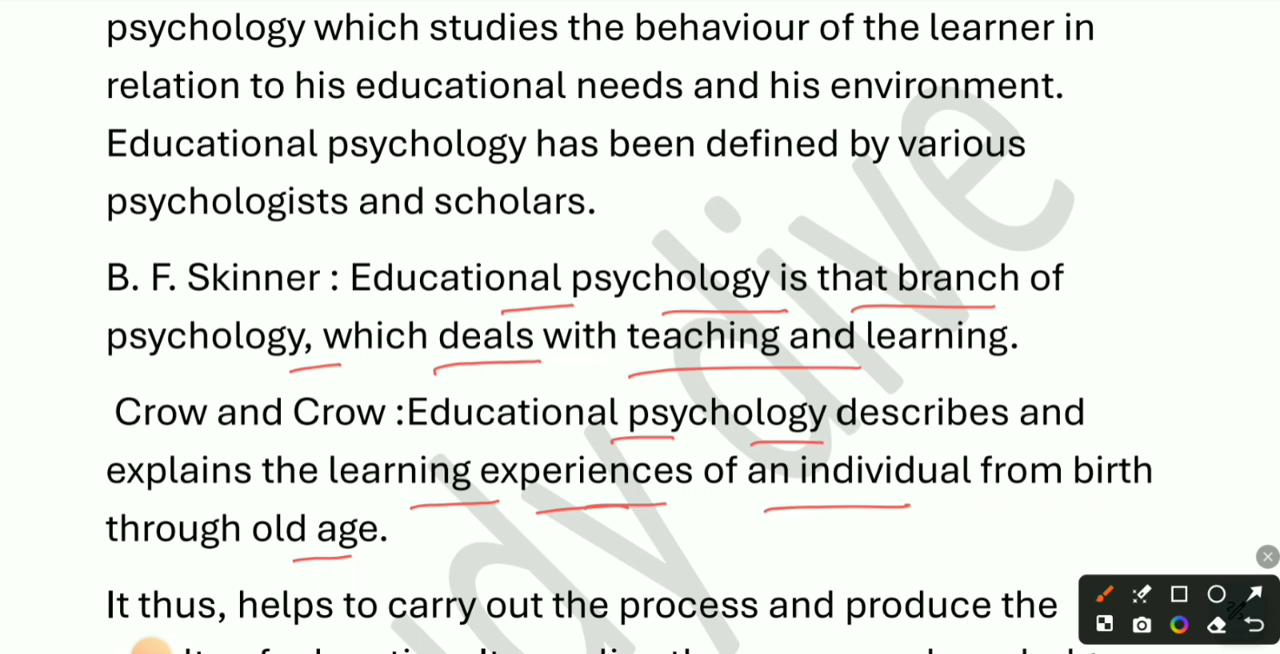 psychology which studies the behaviour of the learner in
relation to his educational needs and his environment.
Educational psychology has been defined by various
psychologists and scholars.
B. F. Skinner : Educational psychology is that branch of
psychology, which deals with teaching and learning.
Crow and Crow :Educational psychology describes and
explains the learning experiences of an individual from birth
through old age.
It thus, helps to carry out the process and produce the
dy dive